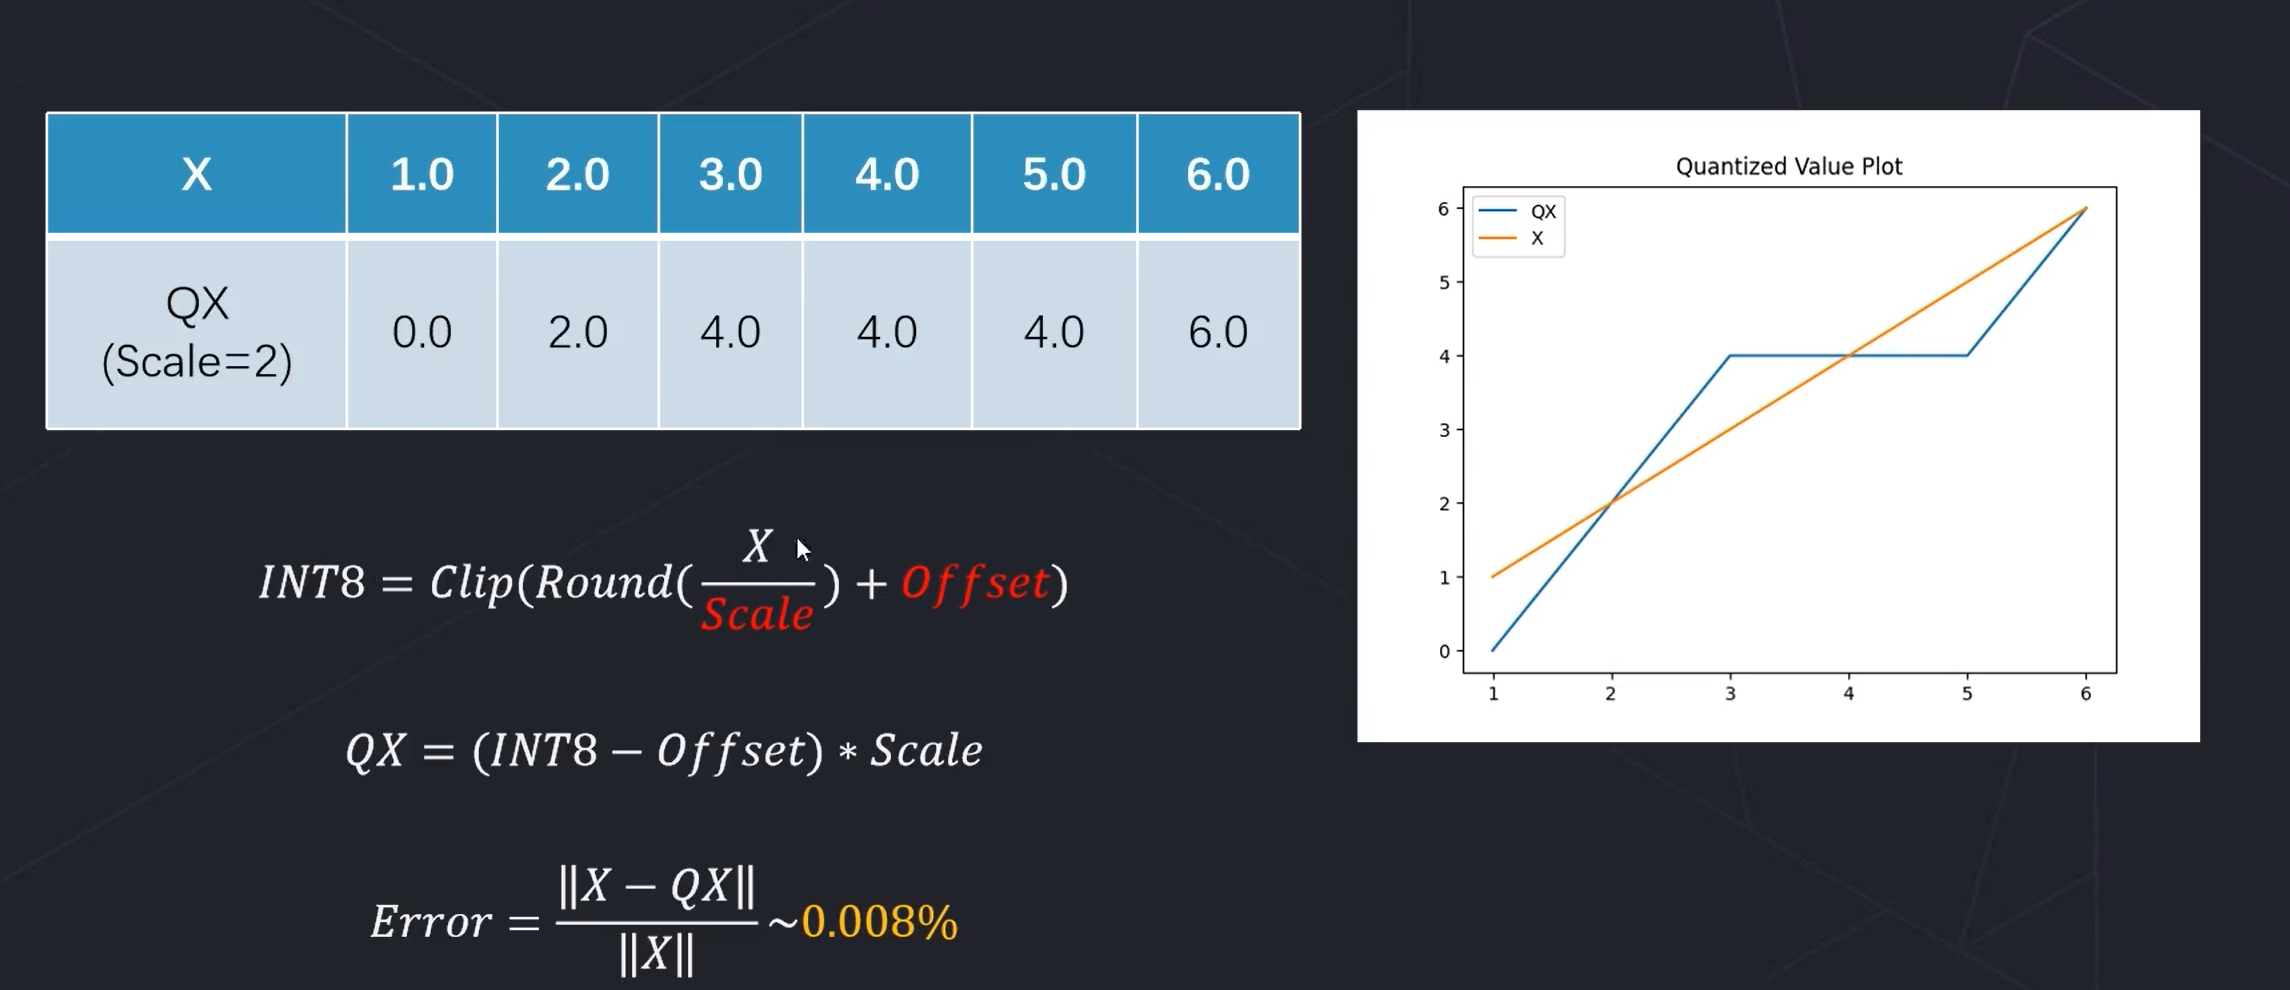 X 1.0 2.0 3.0 4.0 5.0 6.0
QX (Scale=2) 0.0 2.0 4.0 4.0 4.0 6.0
INT8 = Clip(Round(X/Scale) + Offset)
QX = (INT8 − Offset) ∗ Scale
Error = ‖X − QX‖/‖X‖ ~0.008%
Quantized Value Plot
QX
X
6
5
4
3
2
1
0
1 2 3 4 5 6